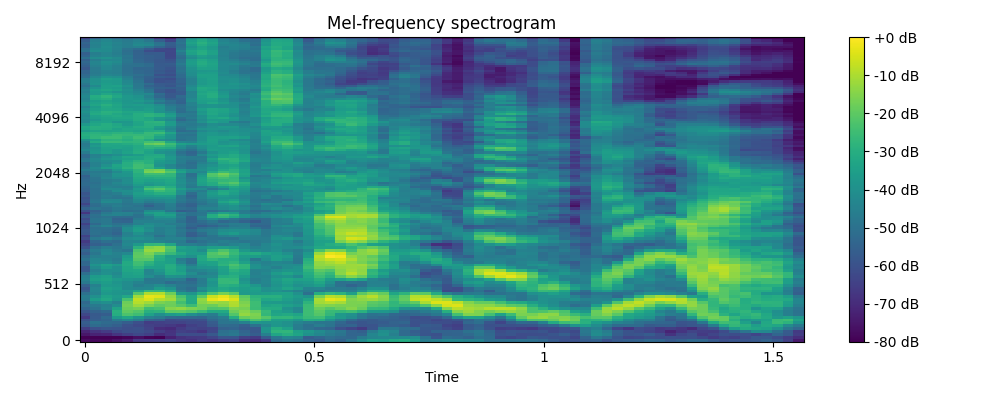 Mel-frequency spectrogram
Hz
8192
4096
2048
1024
512
0
0
0.5
1
1.5
Time
+0 dB
-10 dB
-20 dB
-30 dB
-40 dB
-50 dB
-60 dB
-70 dB
-80 dB